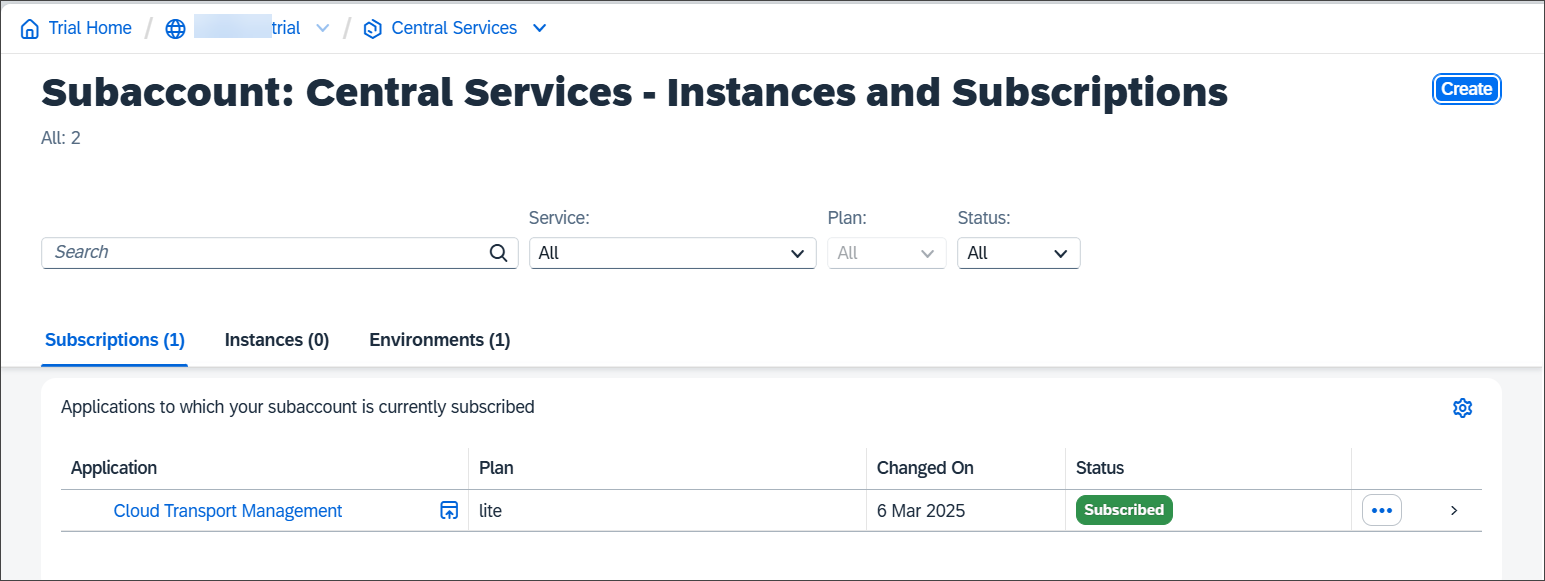 Trial Home / trial / Central Services
Subaccount: Central Services - Instances and Subscriptions
Create
All: 2
Service: Plan: Status:
Search All All All
Subscriptions (1) Instances (0) Environments (1)
Applications to which your subaccount is currently subscribed
Application Plan Changed On Status
Cloud Transport Management lite 6 Mar 2025 Subscribed